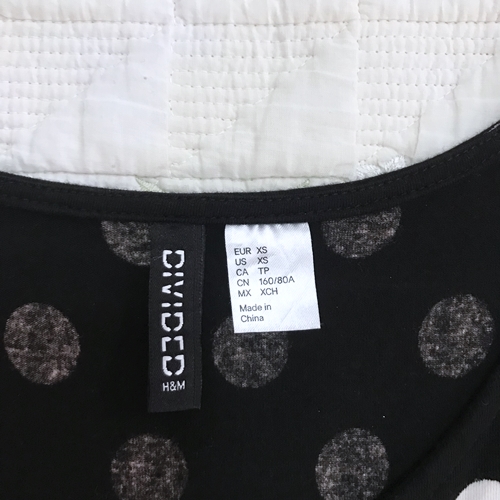 DIVIDED
H&M
EUR XS
US XS
CA TP
CN 160/80A
MX XCH
Made in
China